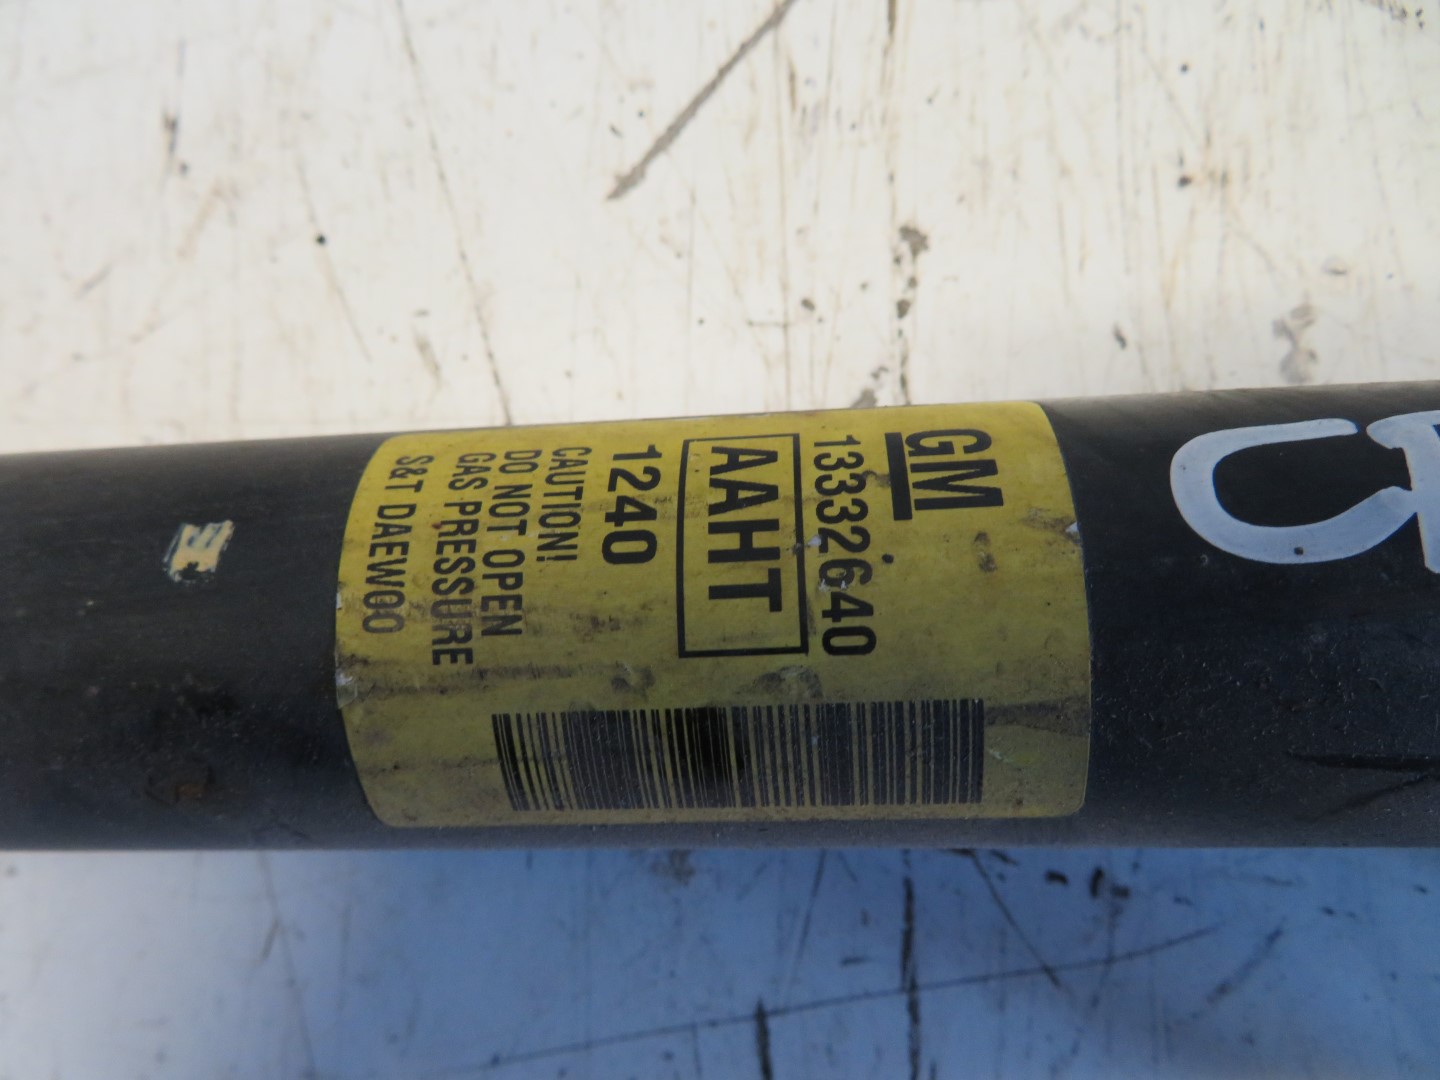 GM
13332640
AAHT
1240
CAUTION!
DO NOT OPEN
GAS PRESSURE
S&T DAEWOO